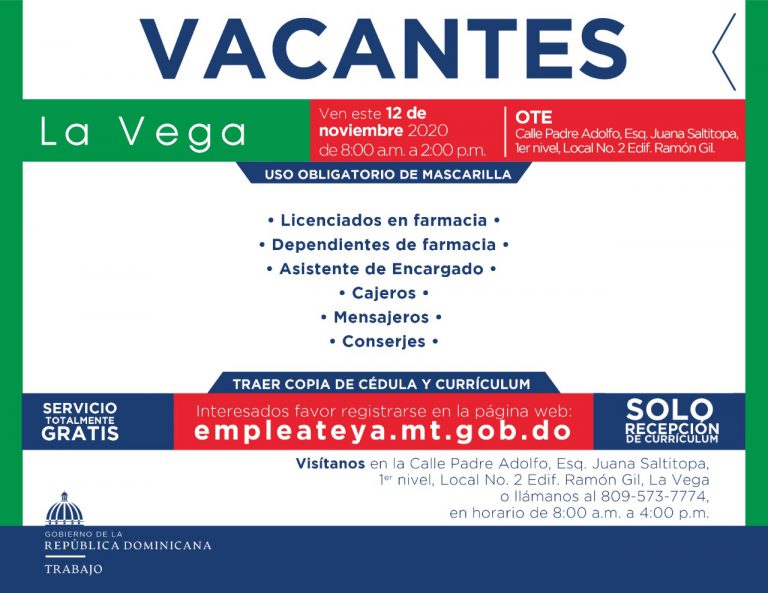 VACANTES
La Vega
Ven este 12 de
noviembre 2020
de 8:00 a.m. a 2:00 p.m.
OTE
Calle Padre Adolfo, Esq. Juana Saltitopa,
1er nivel, Local No. 2 Edif. Ramón Gil.
USO OBLIGATORIO DE MASCARILLA
• Licenciados en farmacia •
• Dependientes de farmacia •
• Asistente de Encargado •
• Cajeros •
• Mensajeros •
• Conserjes •
TRAER COPIA DE CÉDULA Y CURRÍCULUM
SERVICIO
TOTALMENTE
GRATIS
Interesados favor registrarse en la página web:
empleateya.mt.gob.do
SOLO
RECEPCIÓN
DE CURRÍCULUM
Visítanos en la Calle Padre Adolfo, Esq. Juana Saltitopa,
1er nivel, Local No. 2 Edif. Ramón Gil, La Vega
o llámanos al 809-573-7774,
en horario de 8:00 a.m. a 4:00 p.m.
GOBIERNO DE LA
REPÚBLICA DOMINICANA
TRABAJO